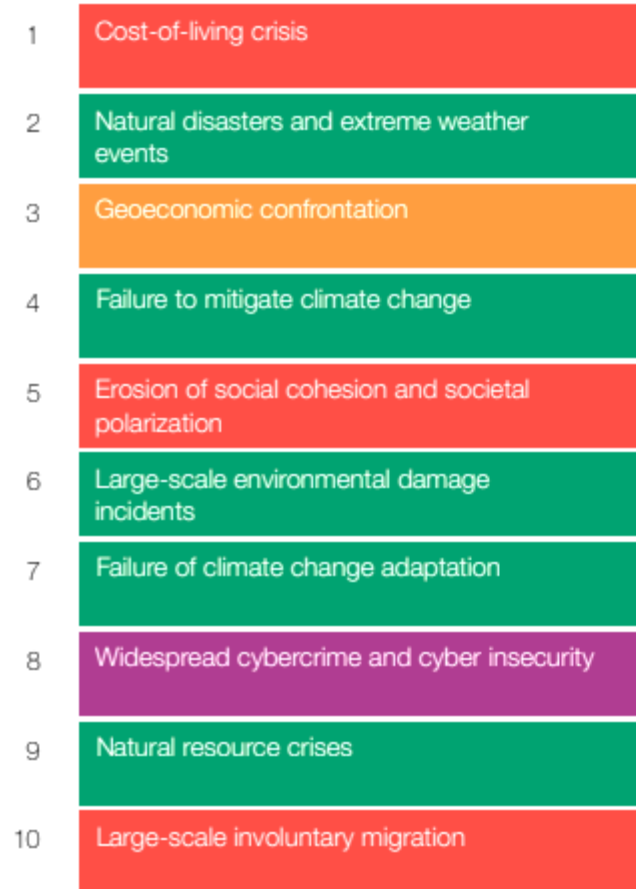 1 Cost-of-living crisis
2 Natural disasters and extreme weather
events
3 Geoeconomic confrontation
4 Failure to mitigate climate change
5 Erosion of social cohesion and societal
polarization
6 Large-scale environmental damage
incidents
7 Failure of climate change adaptation
8 Widespread cybercrime and cyber insecurity
9 Natural resource crises
10 Large-scale involuntary migration